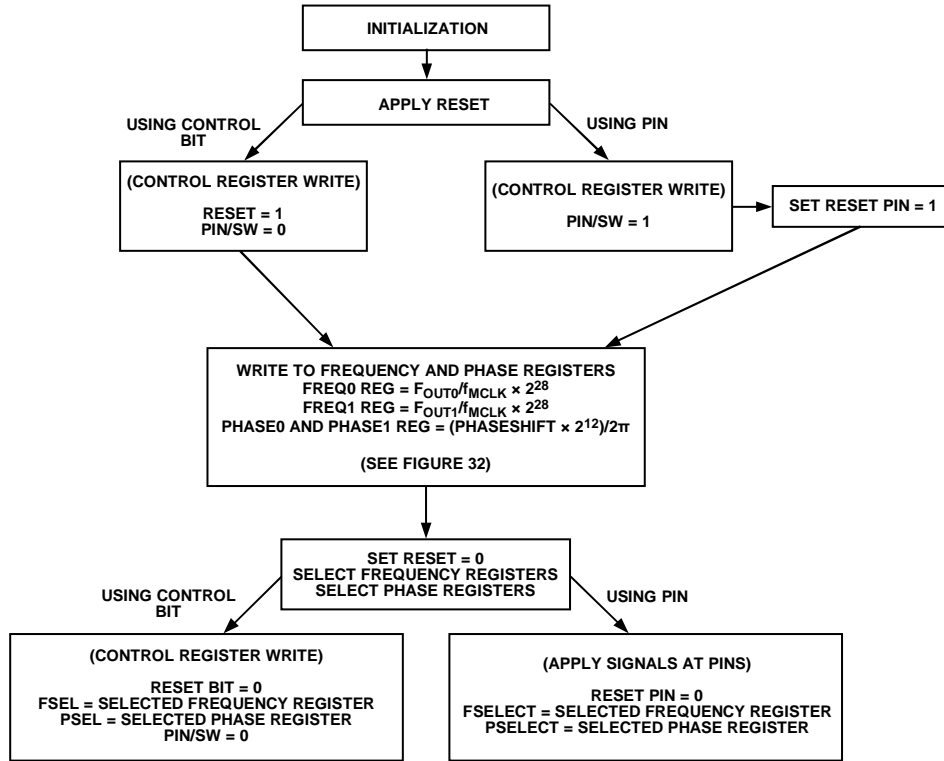 INITIALIZATION
APPLY RESET
USING CONTROL
BIT
USING PIN
(CONTROL REGISTER WRITE)
RESET = 1
PIN/SW = 0
(CONTROL REGISTER WRITE)
PIN/SW = 1
SET RESET PIN = 1
WRITE TO FREQUENCY AND PHASE REGISTERS
FREQ0 REG = F_OUT0/f_MCLK × 2^28
FREQ1 REG = F_OUT1/f_MCLK × 2^28
PHASE0 AND PHASE1 REG = (PHASESHIFT × 2^12)/2π
(SEE FIGURE 32)
SET RESET = 0
SELECT FREQUENCY REGISTERS
SELECT PHASE REGISTERS
USING CONTROL
BIT
USING PIN
(CONTROL REGISTER WRITE)
RESET BIT = 0
FSEL = SELECTED FREQUENCY REGISTER
PSEL = SELECTED PHASE REGISTER
PIN/SW = 0
(APPLY SIGNALS AT PINS)
RESET PIN = 0
FSELECT = SELECTED FREQUENCY REGISTER
PSELECT = SELECTED PHASE REGISTER